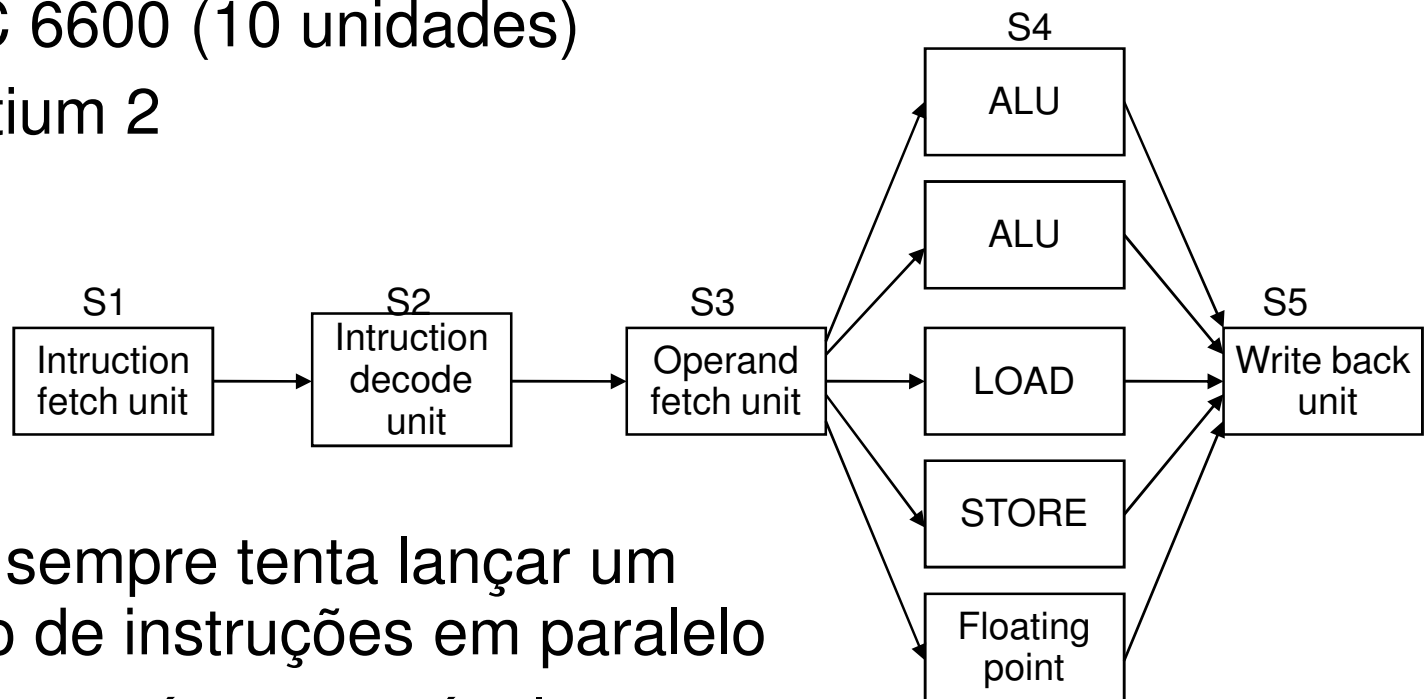 6600 (10 unidades)
tium 2
S4
ALU
ALU
S1
S2
S3
S5
Intruction
fetch unit
Intruction
decode
unit
Operand
fetch unit
LOAD
Write back
unit
STORE
Floating
point
sempre tenta lançar um
o de instruções em paralelo